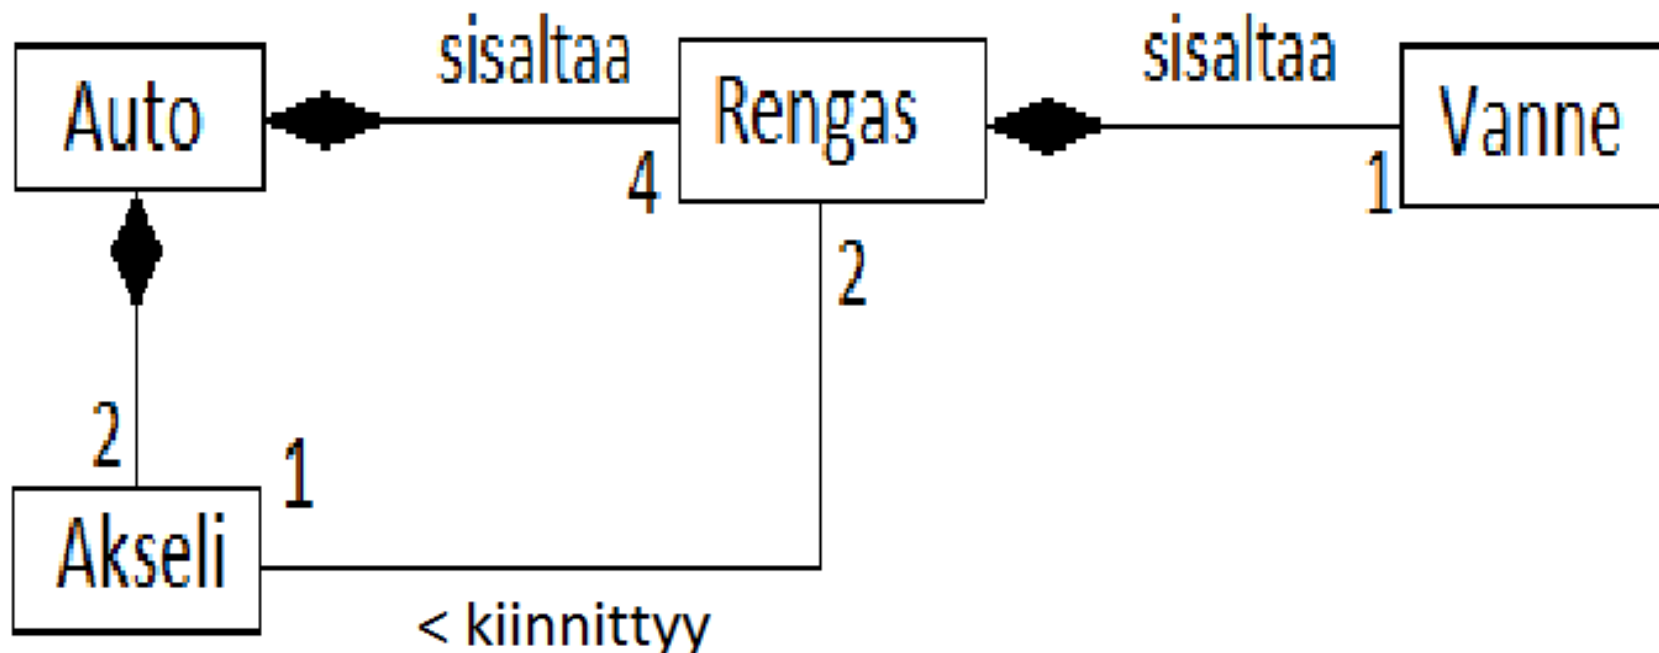 Auto
sisaltaa
4
Rengas
sisaltaa
1
Vanne
2
2
1
Akseli
< kiinnittyy